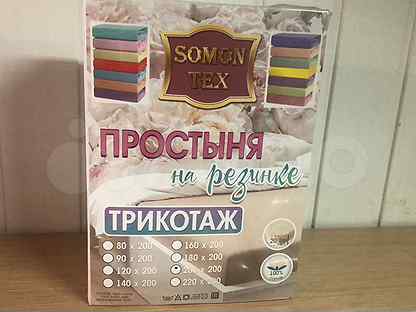 SOMON
TEX
ПРОСТЫНЯ
на резинке
ТРИКОТАЖ
80 x 200 160 x 200
90 x 200 180 x 200
120 x 200 200 x 200
140 x 200 220 x
100%